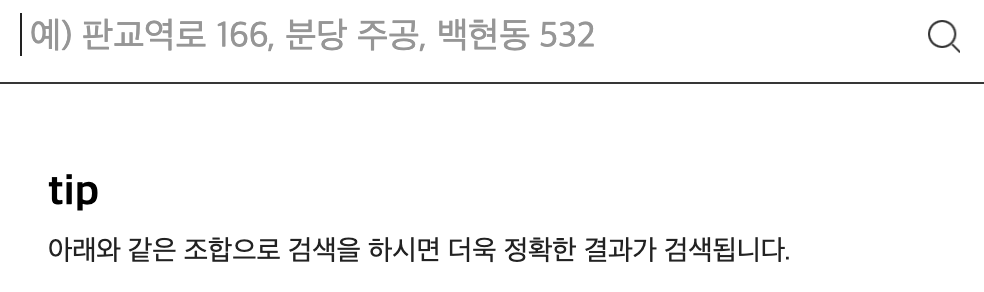 예) 판교역로 166, 분당 주공, 백현동 532
tip
아래와 같은 조합으로 검색을 하시면 더욱 정확한 결과가 검색됩니다.